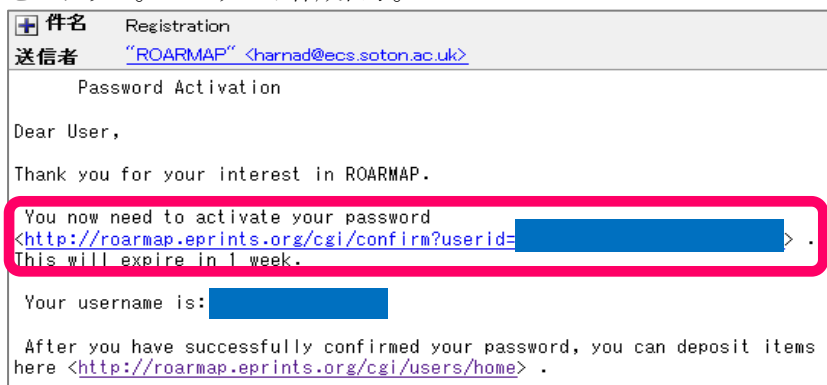 件名 Registration
送信者 "ROARMAP" <harnad@ecs.soton.ac.uk>
Password Activation
Dear User,
Thank you for your interest in ROARMAP.
You now need to activate your password
<http://roarmap.eprints.org/cgi/confirm?userid= > .
This will expire in 1 week.
Your username is:
After you have successfully confirmed your password, you can deposit items
here <http://roarmap.eprints.org/cgi/users/home> .